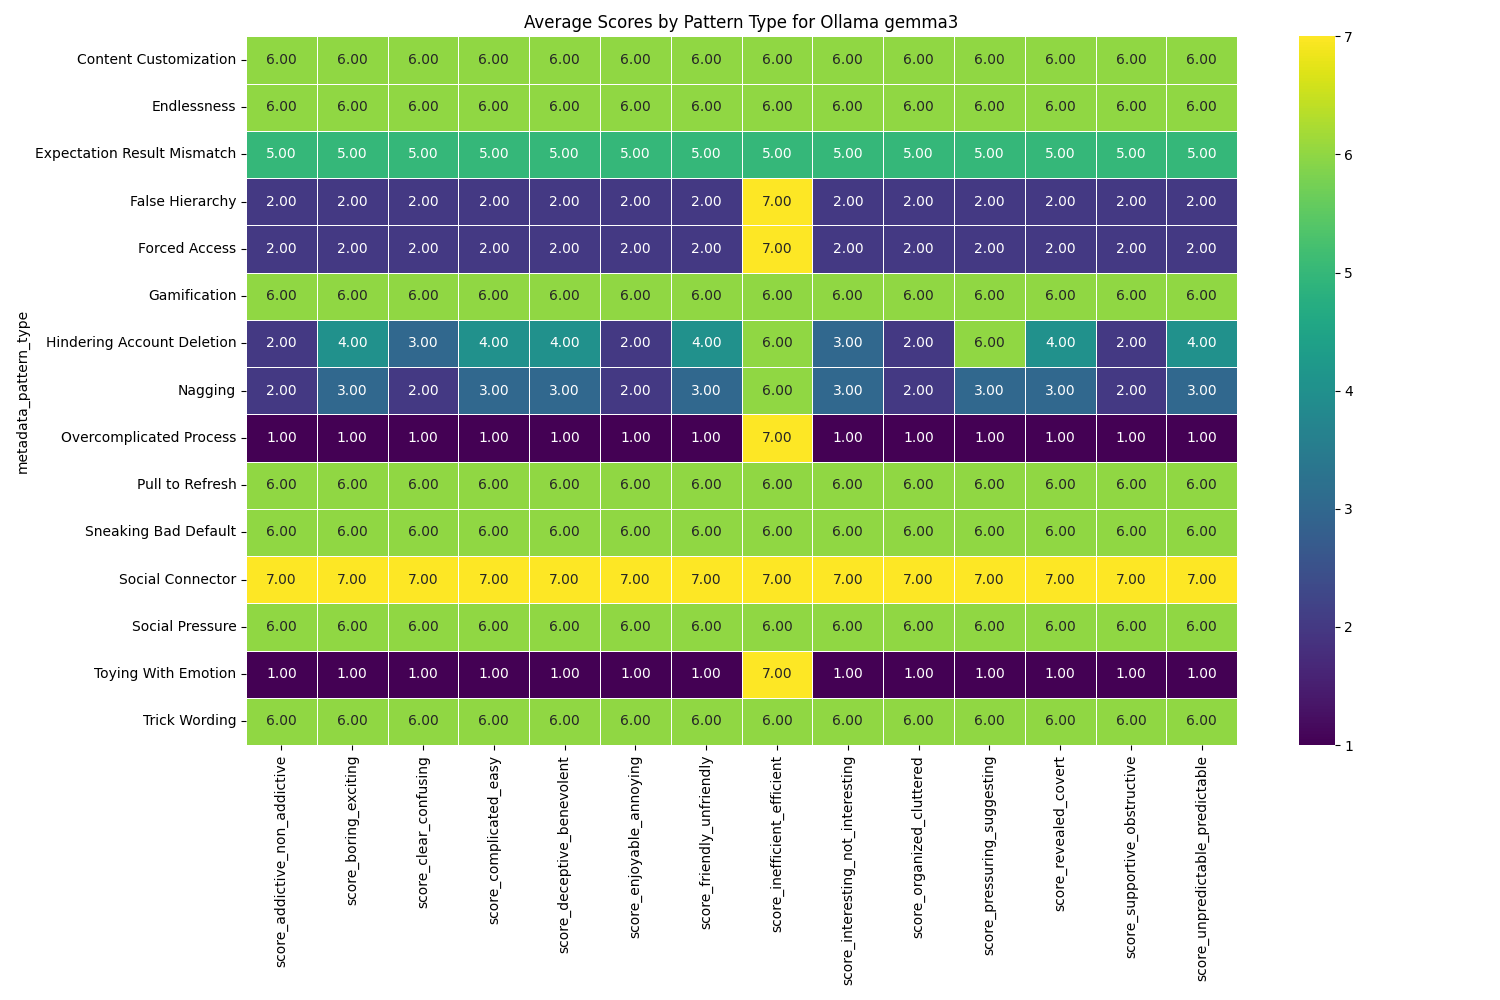 Average Scores by Pattern Type for Ollama gemma3
metadata_pattern_type
Content Customization 6.00 6.00 6.00 6.00 6.00 6.00 6.00 6.00 6.00 6.00 6.00 6.00 6.00 6.00
Endlessness 6.00 6.00 6.00 6.00 6.00 6.00 6.00 6.00 6.00 6.00 6.00 6.00 6.00 6.00
Expectation Result Mismatch 5.00 5.00 5.00 5.00 5.00 5.00 5.00 5.00 5.00 5.00 5.00 5.00 5.00 5.00
False Hierarchy 2.00 2.00 2.00 2.00 2.00 2.00 2.00 7.00 2.00 2.00 2.00 2.00 2.00 2.00
Forced Access 2.00 2.00 2.00 2.00 2.00 2.00 2.00 7.00 2.00 2.00 2.00 2.00 2.00 2.00
Gamification 6.00 6.00 6.00 6.00 6.00 6.00 6.00 6.00 6.00 6.00 6.00 6.00 6.00 6.00
Hindering Account Deletion 2.00 4.00 3.00 4.00 4.00 2.00 4.00 6.00 3.00 2.00 6.00 4.00 2.00 4.00
Nagging 2.00 3.00 2.00 3.00 3.00 2.00 3.00 6.00 3.00 2.00 3.00 3.00 2.00 3.00
Overcomplicated Process 1.00 1.00 1.00 1.00 1.00 1.00 1.00 7.00 1.00 1.00 1.00 1.00 1.00 1.00
Pull to Refresh 6.00 6.00 6.00 6.00 6.00 6.00 6.00 6.00 6.00 6.00 6.00 6.00 6.00 6.00
Sneaking Bad Default 6.00 6.00 6.00 6.00 6.00 6.00 6.00 6.00 6.00 6.00 6.00 6.00 6.00 6.00
Social Connector 7.00 7.00 7.00 7.00 7.00 7.00 7.00 7.00 7.00 7.00 7.00 7.00 7.00 7.00
Social Pressure 6.00 6.00 6.00 6.00 6.00 6.00 6.00 6.00 6.00 6.00 6.00 6.00 6.00 6.00
Toying With Emotion 1.00 1.00 1.00 1.00 1.00 1.00 1.00 7.00 1.00 1.00 1.00 1.00 1.00 1.00
Trick Wording 6.00 6.00 6.00 6.00 6.00 6.00 6.00 6.00 6.00 6.00 6.00 6.00 6.00 6.00
score_addictive_non_addictive
score_boring_exciting
score_clear_confusing
score_complicated_easy
score_deceptive_benevolent
score_enjoyable_annoying
score_friendly_unfriendly
score_inefficient_efficient
score_interesting_not_interesting
score_organized_cluttered
score_pressuring_suggesting
score_revealed_covert
score_supportive_obstructive
score_unpredictable_predictable
7
6
5
4
3
2
1